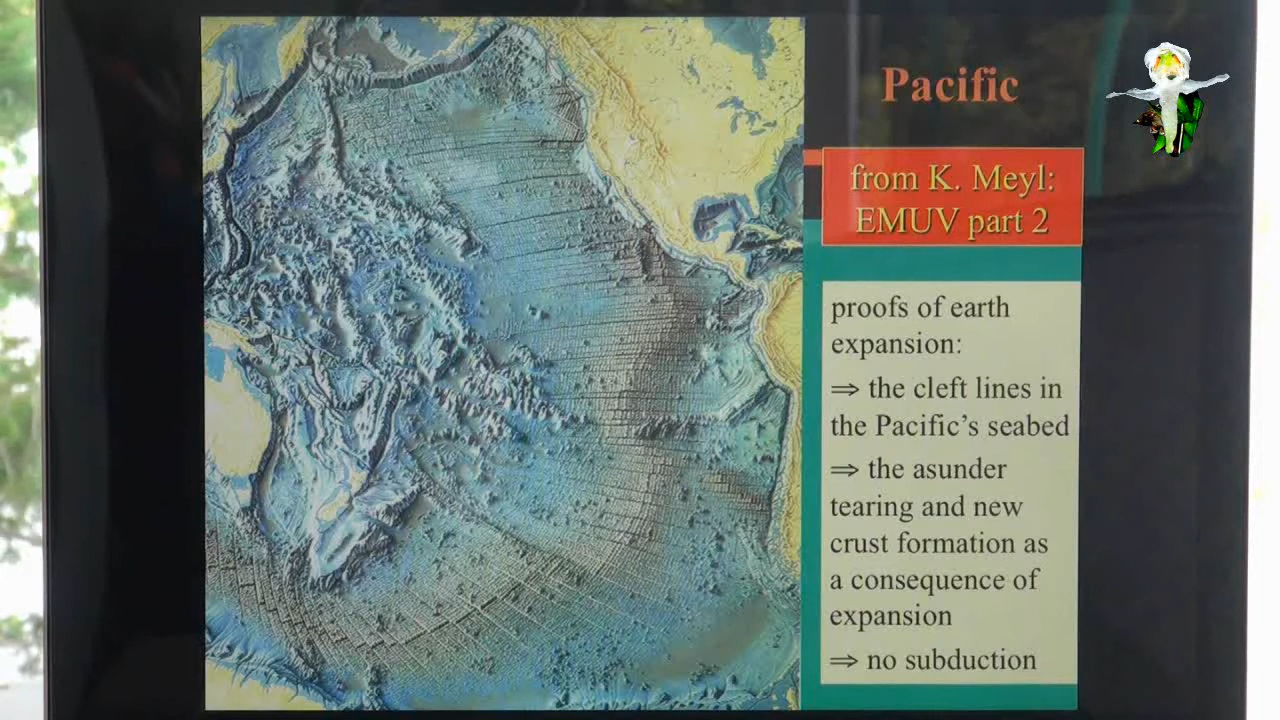 Pacific
from K. Meyl:
EMUV part 2
proofs of earth
expansion:
⇒ the cleft lines in
the Pacific’s seabed
⇒ the asunder
tearing and new
crust formation as
a consequence of
expansion
⇒ no subduction